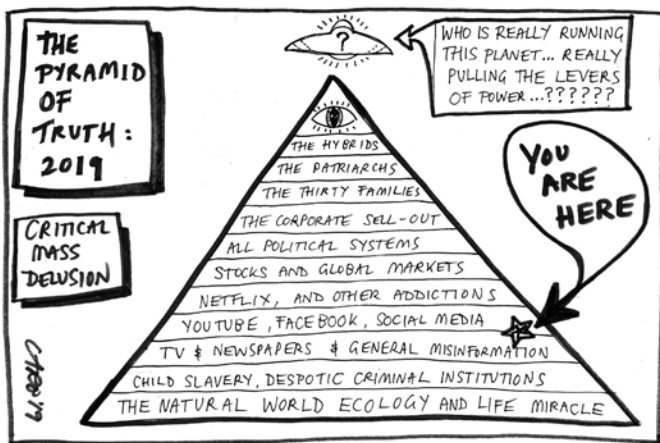 THE
PYRAMID
OF
TRUTH:
2019
?
WHO IS REALLY RUNNING
THIS PLANET... REALLY
PULLING THE LEVERS
OF POWER...??????
THE HYBRIDS
THE PATRIARCHS
THE THIRTY FAMILIES
THE CORPORATE SELL-OUT
ALL POLITICAL SYSTEMS
STOCKS AND GLOBAL MARKETS
NETFLIX, AND OTHER ADDICTIONS
YOUTUBE, FACEBOOK, SOCIAL MEDIA
TV & NEWSPAPERS & GENERAL MISINFORMATION
CHILD SLAVERY, DESPOTIC CRIMINAL INSTITUTIONS
THE NATURAL WORLD ECOLOGY AND LIFE MIRACLE
YOU
ARE
HERE
CRITICAL
MASS
DELUSION